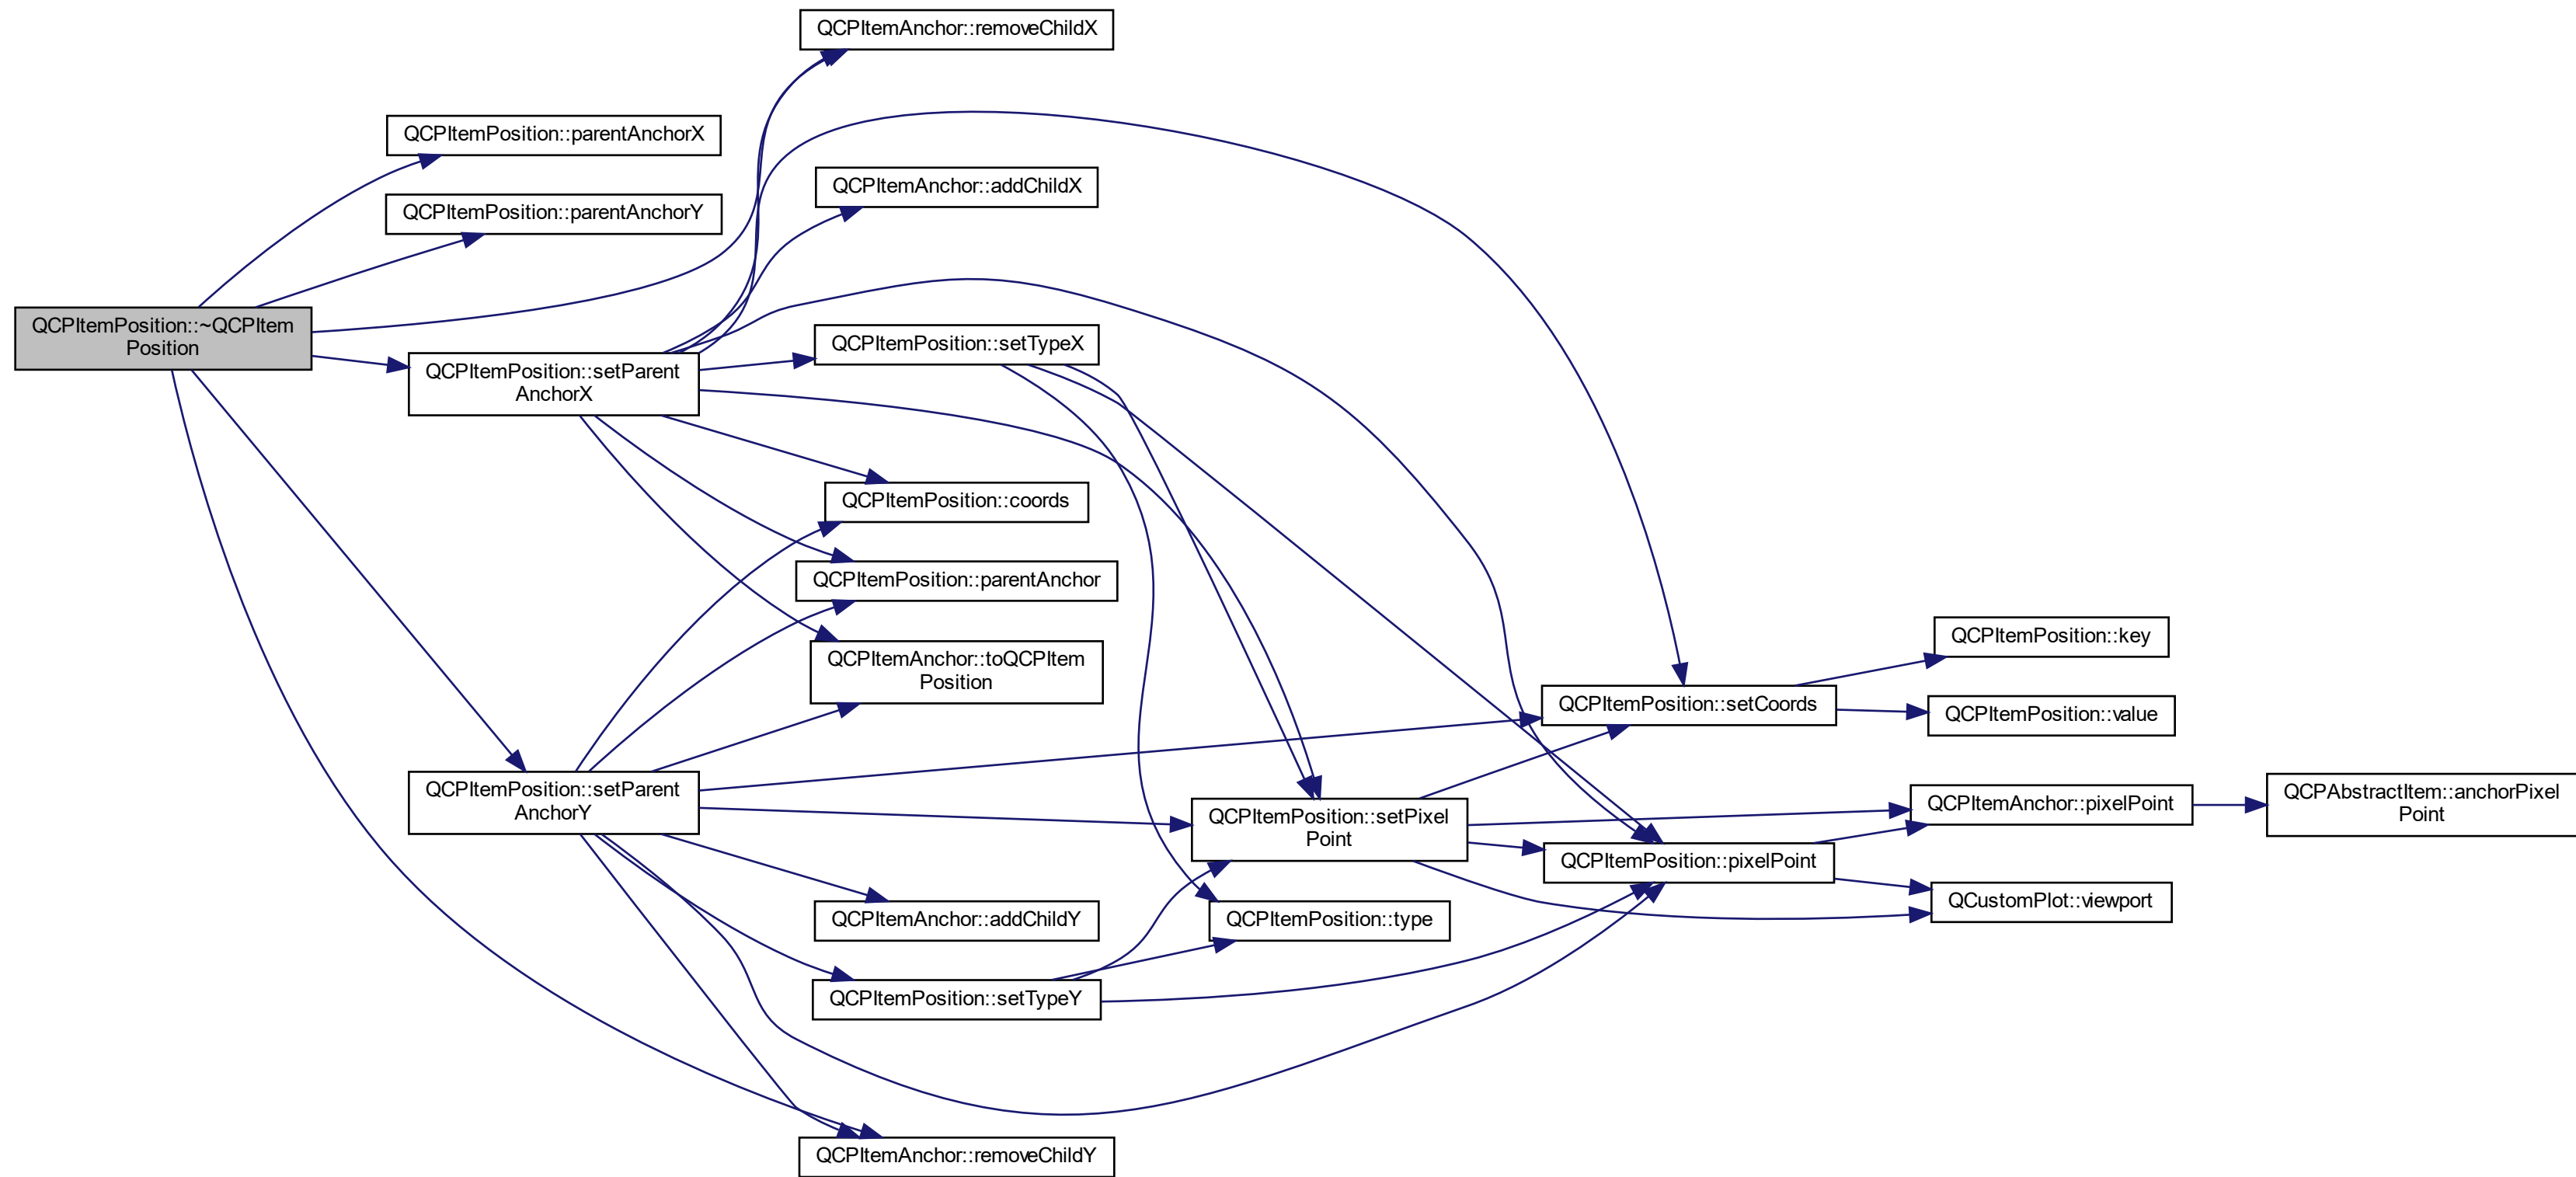 QCPItemAnchor::removeChildX
QCPItemPosition::parentAnchorX
QCPItemAnchor::addChildX
QCPItemPosition::parentAnchorY
QCPItemPosition::~QCPItem
Position
QCPItemPosition::setTypeX
QCPItemPosition::setParent
AnchorX
QCPItemPosition::coords
QCPItemPosition::parentAnchor
QCPItemAnchor::toQCPItem
Position
QCPItemPosition::key
QCPItemPosition::setCoords
QCPItemPosition::value
QCPItemPosition::setParent
AnchorY
QCPItemPosition::setPixel
Point
QCPItemAnchor::pixelPoint
QCPAbstractItem::anchorPixel
Point
QCPItemPosition::pixelPoint
QCustomPlot::viewport
QCPItemAnchor::addChildY
QCPItemPosition::type
QCPItemPosition::setTypeY
QCPItemAnchor::removeChildY